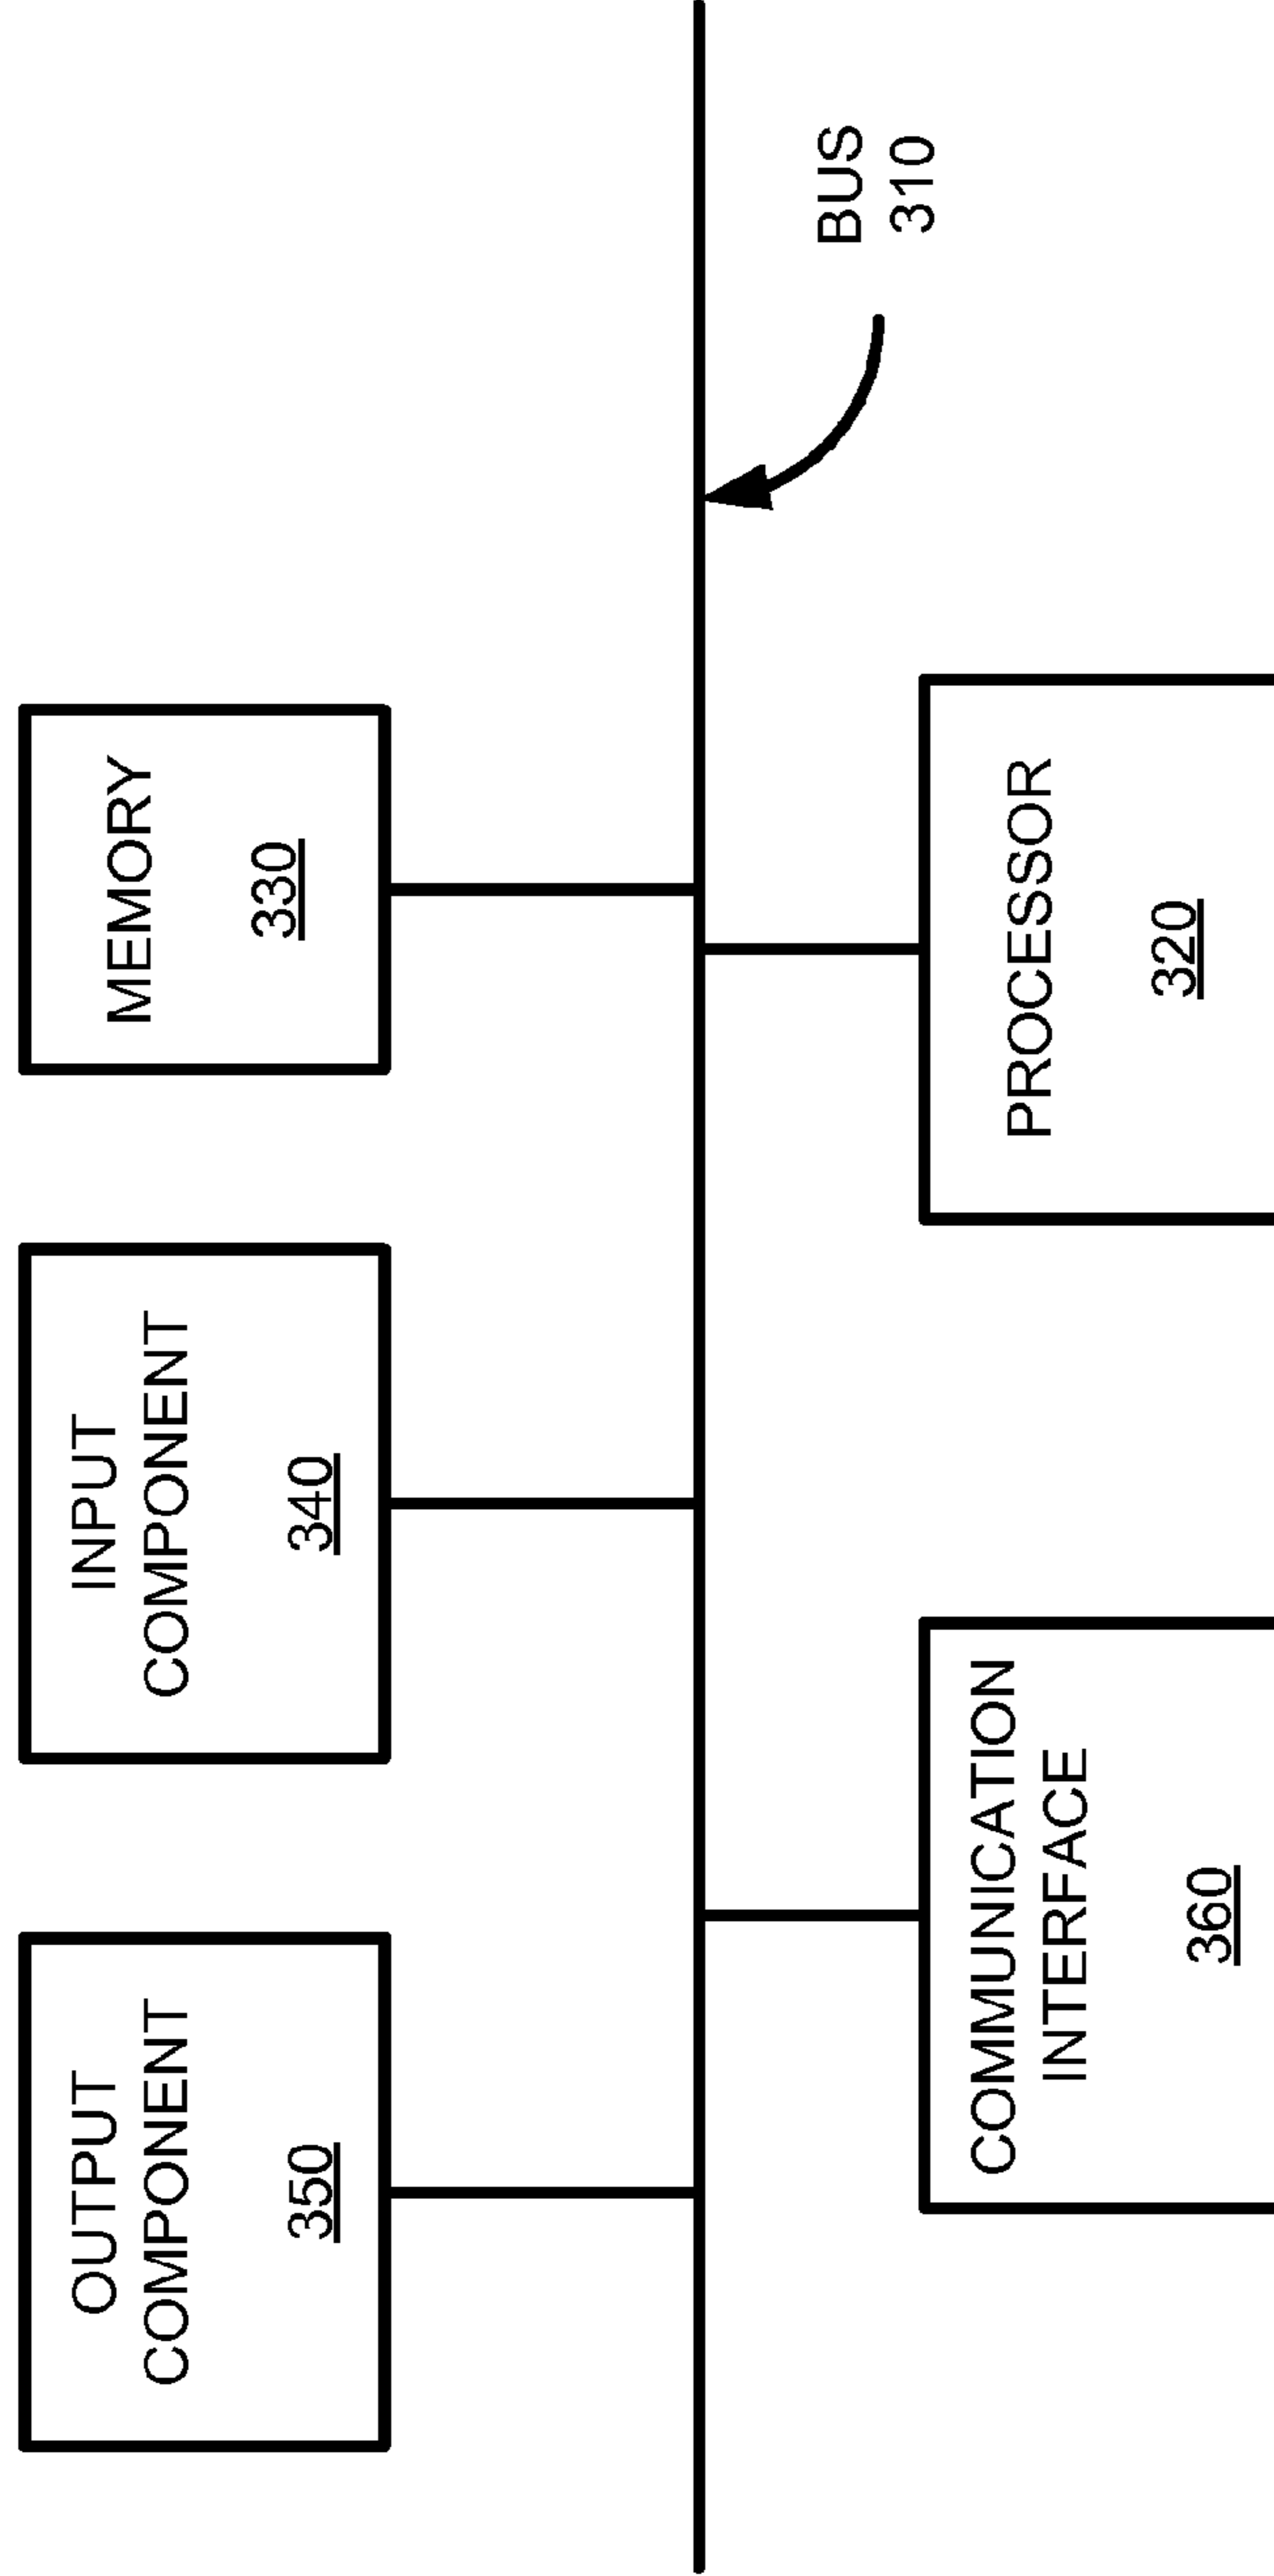 OUTPUT
COMPONENT
350
INPUT
COMPONENT
340
MEMORY
330
BUS
310
COMMUNICATION
INTERFACE
360
PROCESSOR
320